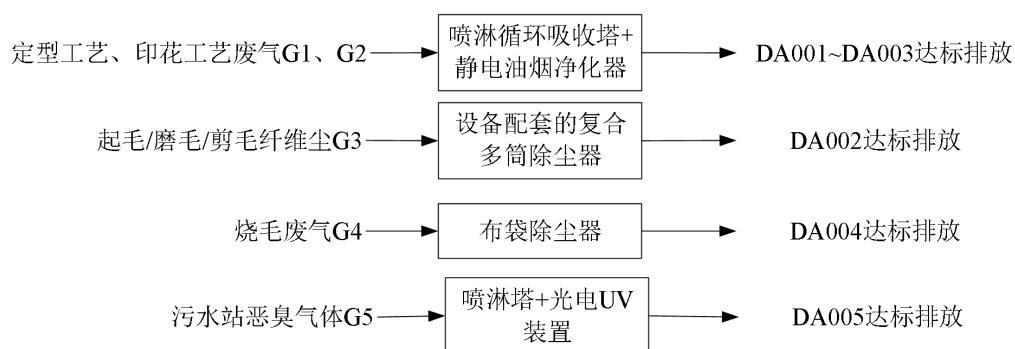 定型工艺、印花工艺废气G1、G2
喷淋循环吸收塔+
静电油烟净化器
DA001~DA003达标排放
起毛/磨毛/剪毛纤维尘G3
设备配套的复合
多筒除尘器
DA002达标排放
烧毛废气G4
布袋除尘器
DA004达标排放
污水站恶臭气体G5
喷淋塔+光电UV
装置
DA005达标排放